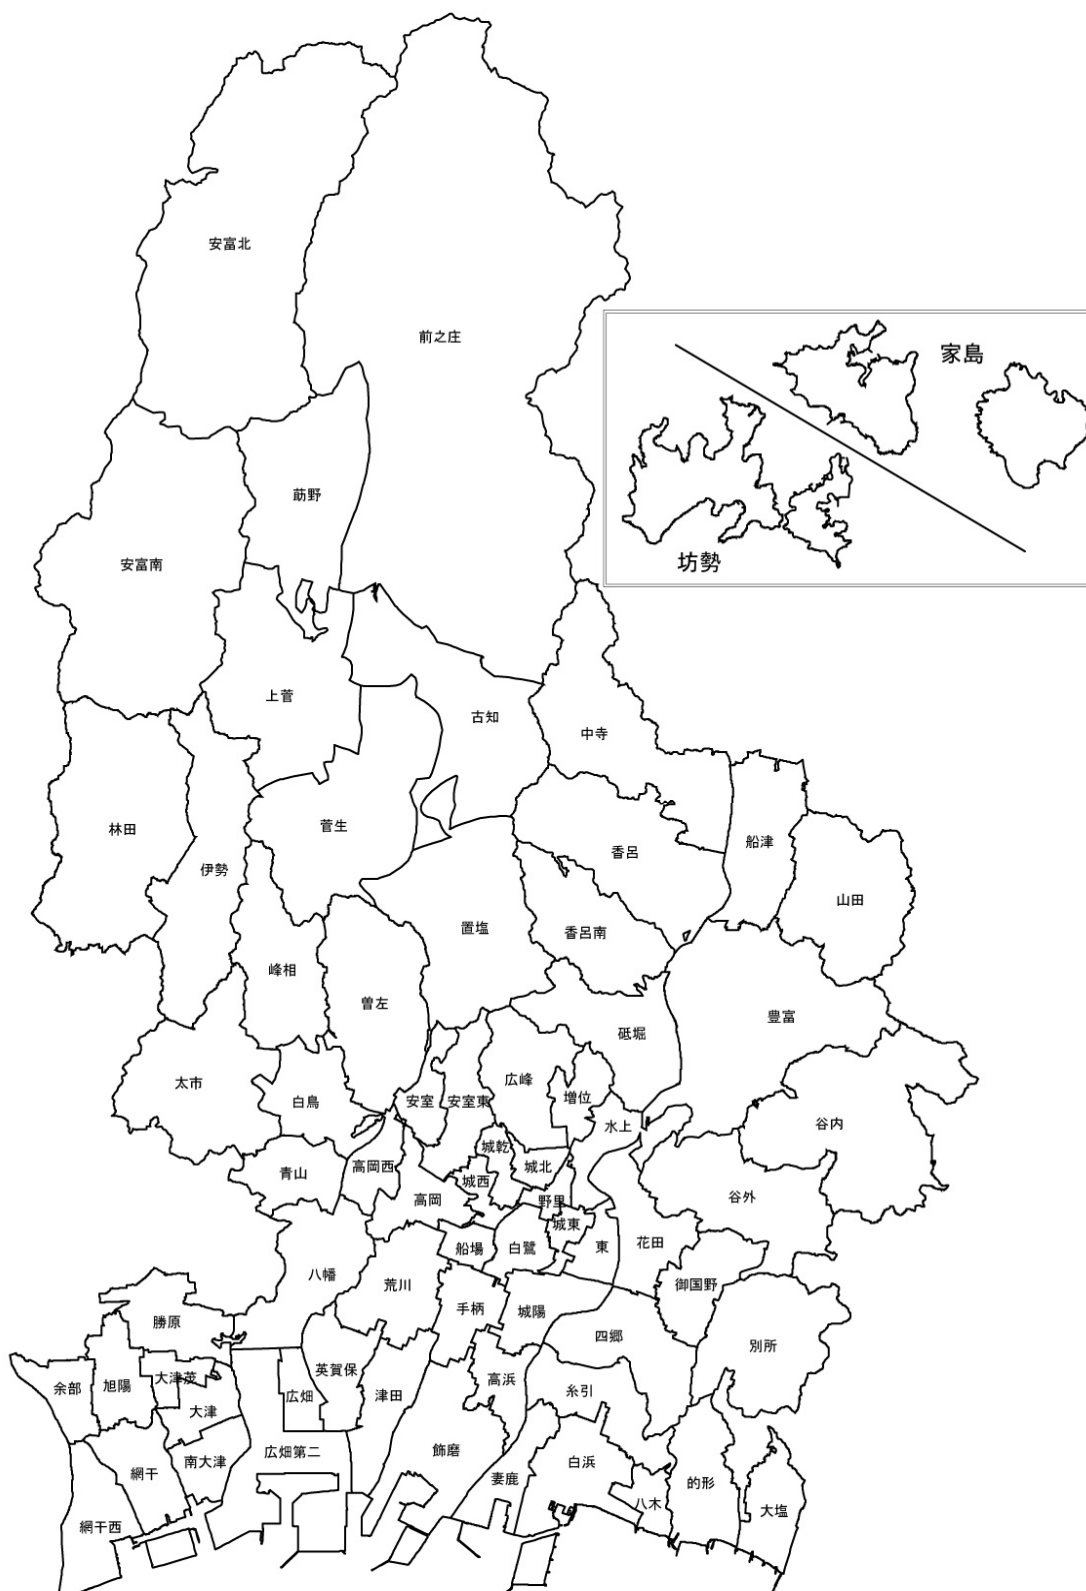 安富北
前之庄
家島
莇野
坊勢
安富南
上菅
古知
中寺
林田
菅生
船津
香呂
伊勢
山田
置塩
香呂南
峰相
曽左
豊富
砥堀
太市
広峰
白鳥
安室
安室東
増位
水上
谷内
城乾
城北
高岡西
青山
城西
高岡
谷外
野里
城東
船場
白鷺
東
花田
八幡
荒川
御国野
手柄
城陽
勝原
四郷
別所
英賀保
大津茂
高浜
余部
旭陽
広畑
津田
糸引
大津
広畑第二
飾磨
南大津
白浜
網干
妻鹿
的形
八木
大塩
網干西